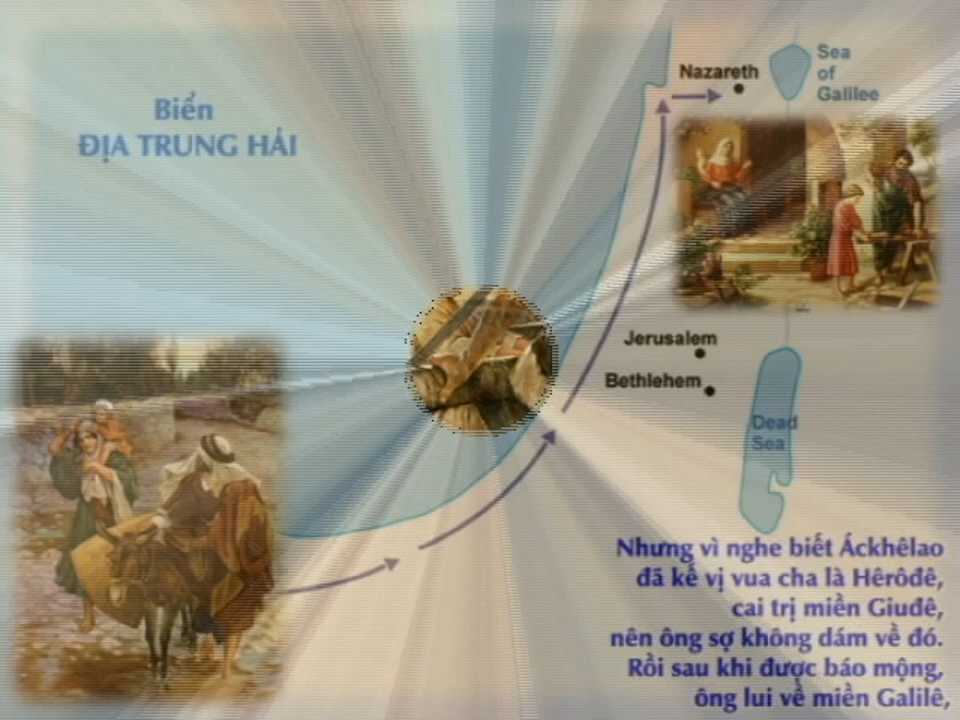 Biển
ĐỊA TRUNG HẢI
Nazareth
Sea
of
Galilee
Jerusalem
Bethlehem
Dead
Sea
Nhưng vì nghe biết Áckhêlao
đã kế vị vua cha là Hêrôđê,
cai trị miền Giuđê,
nên ông sợ không dám về đó.
Rồi sau khi được báo mộng,
ông lui về miền Galilê,